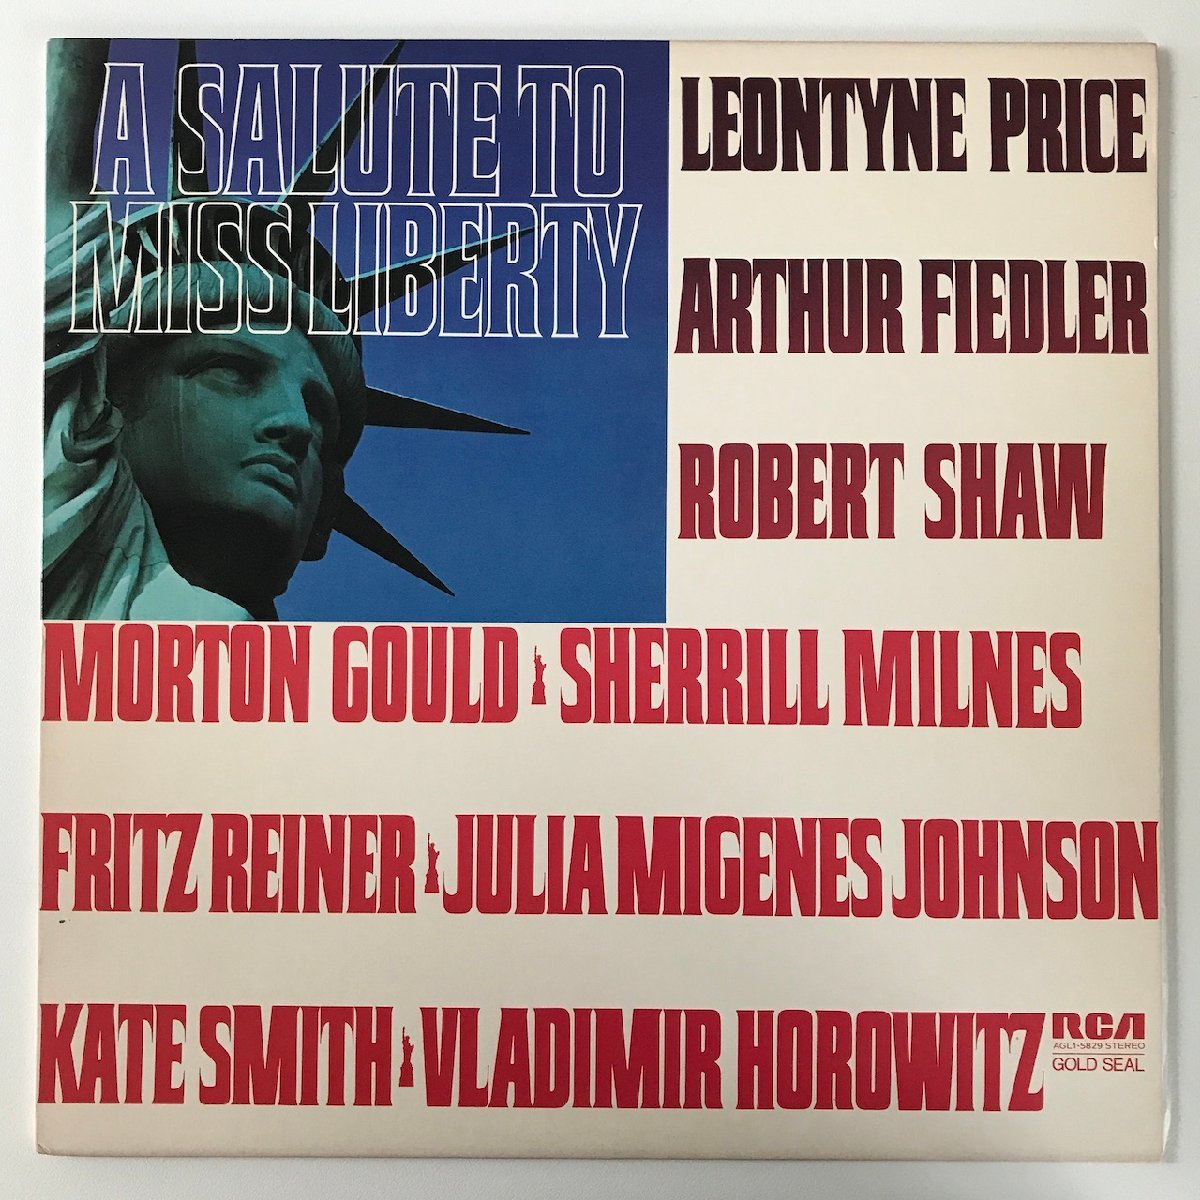 A SALUTE TO
MISS LIBERTY
LEONTYNE PRICE
ARTHUR FIEDLER
ROBERT SHAW
MORTON GOULD SHERRILL MILNES
FRITZ REINER JULIA MIGENES JOHNSON
KATE SMITH VLADIMIR HOROWITZ
RCA
AGL1-5829 STEREO
GOLD SEAL